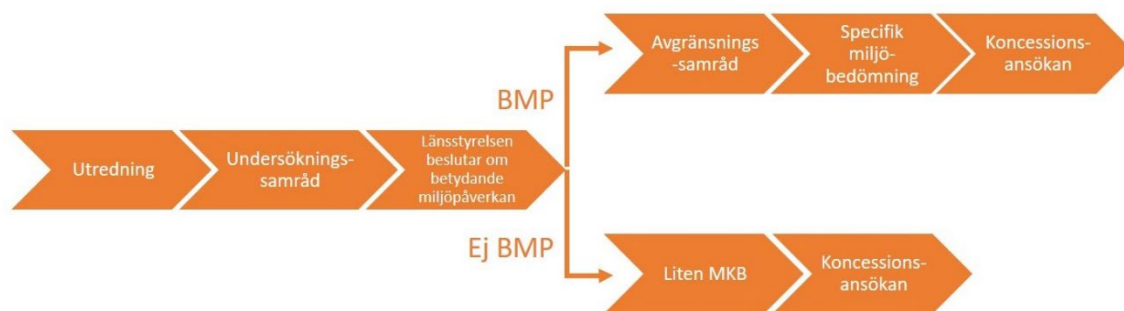 Utredning
Undersöknings-
samråd
Länsstyrelsen
beslutar om
betydande
miljöpåverkan
BMP
Avgränsnings
-samråd
Specifik
miljö-
bedömning
Koncessions-
ansökan
Ej BMP
Liten MKB
Koncessions-
ansökan